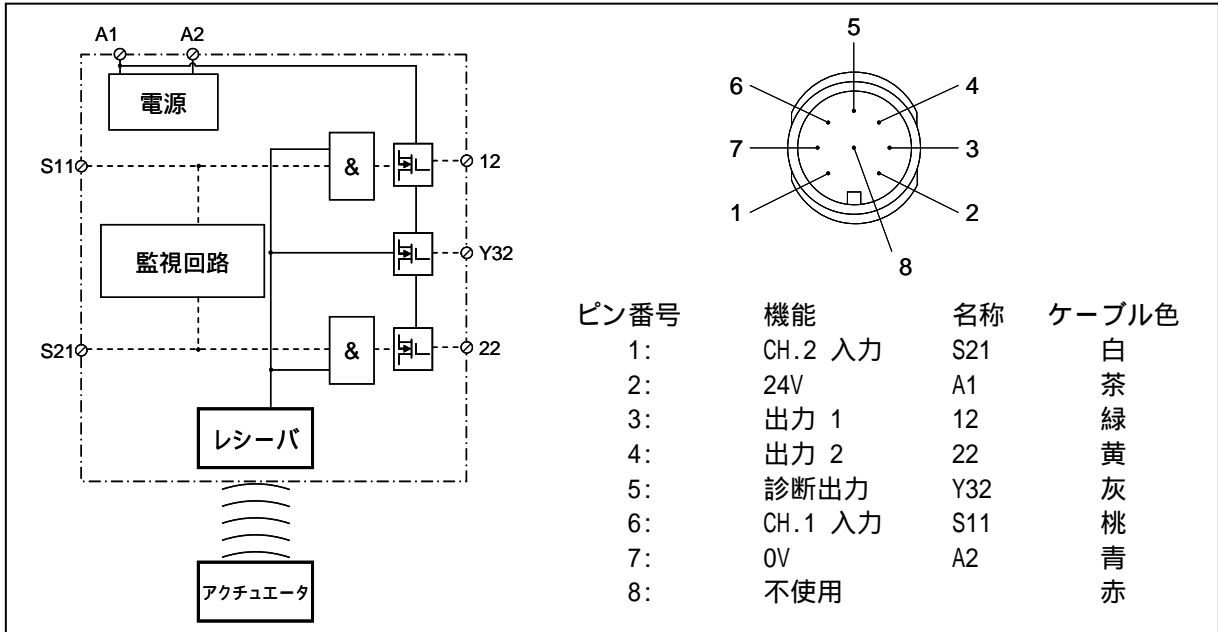 A1 A2
電源
S11
&
12
監視回路
Y32
S21
&
22
レシーバ
アクチュエータ
5
6 4
7 3
1 2
8
ピン番号 機能 名称 ケーブル色
1: CH.2 入力 S21 白
2: 24V A1 茶
3: 出力 1 12 緑
4: 出力 2 22 黄
5: 診断出力 Y32 灰
6: CH.1 入力 S11 桃
7: 0V A2 青
8: 不使用 赤